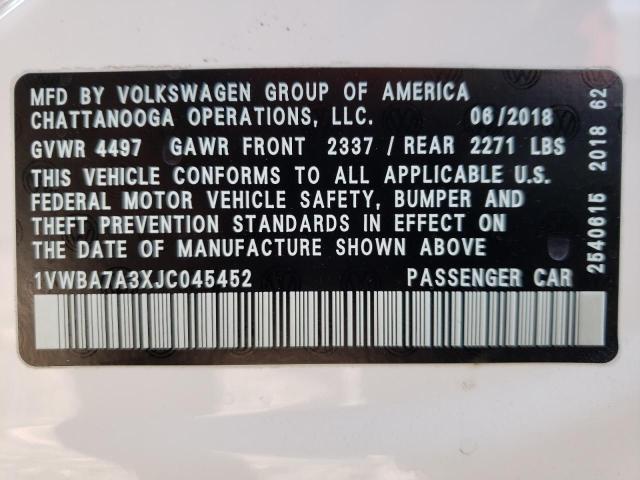 MFD BY VOLKSWAGEN GROUP OF AMERICA
CHATTANOOGA OPERATIONS, LLC. 06/2018
GVWR 4497 GAWR FRONT 2337 / REAR 2271 LBS
THIS VEHICLE CONFORMS TO ALL APPLICABLE U.S.
FEDERAL MOTOR VEHICLE SAFETY, BUMPER AND
THEFT PREVENTION STANDARDS IN EFFECT ON
THE DATE OF MANUFACTURE SHOWN ABOVE
1VWBA7A3XJC045452 PASSENGER CAR
2540615 2018 62